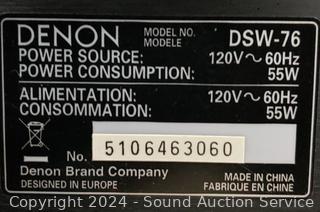 DENON MODEL NO. MODELE DSW-76
POWER SOURCE: 120V~60Hz
POWER CONSUMPTION: 55W
ALIMENTATION: 120V~60Hz
CONSOMMATION: 55W
No. 5106463060
Denon Brand Company
DESIGNED IN EUROPE
MADE IN CHINA
FABRIQUE EN CHINE
Copyright 2024 - Sound Auction Service